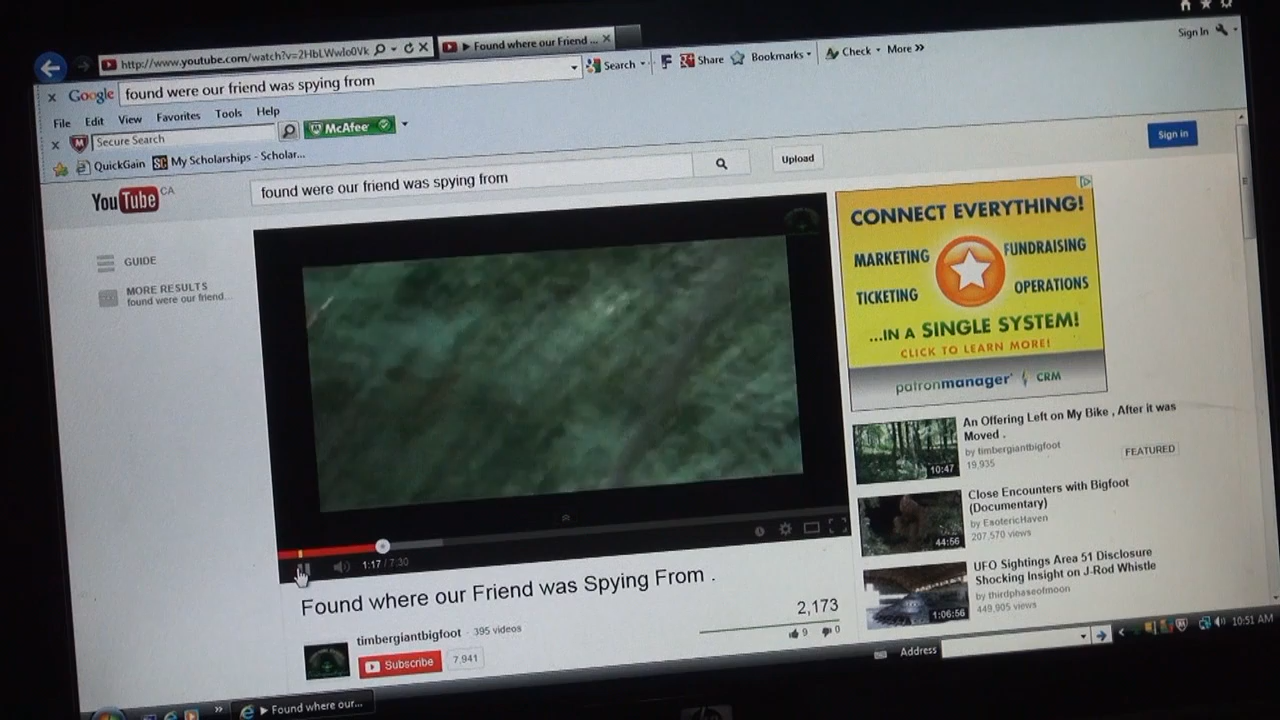 http://www.youtube.com/watch?v=2HbLWwlo0Vk
Found where our Friend ...
Sign In
Google found were our friend was spying from
Search
Share
Bookmarks
Check
More »
File Edit View Favorites Tools Help
Secure Search
McAfee
QuickGain
My Scholarships - Scholar...
YouTube CA
found were our friend was spying from
Upload
Sign in
GUIDE
MORE RESULTS
found were our friend...
CONNECT EVERYTHING!
MARKETING
FUNDRAISING
TICKETING
OPERATIONS
...IN A SINGLE SYSTEM!
CLICK TO LEARN MORE!
patronmanager CRM
1:17 / 7:30
Found where our Friend was Spying From .
timbergiantbigfoot · 395 videos
Subscribe 7,941
2,173
9 0
10:47
An Offering Left on My Bike , After it was
Moved .
by timbergiantbigfoot
19,935
FEATURED
44:56
Close Encounters with Bigfoot
(Documentary)
by EsotericHaven
207,570 views
1:06:56
UFO Sightings Area 51 Disclosure
Shocking Insight on J-Rod Whistle
by thirdphaseofmoon
449,905 views
Address
10:51 AM
Found where our...
hp